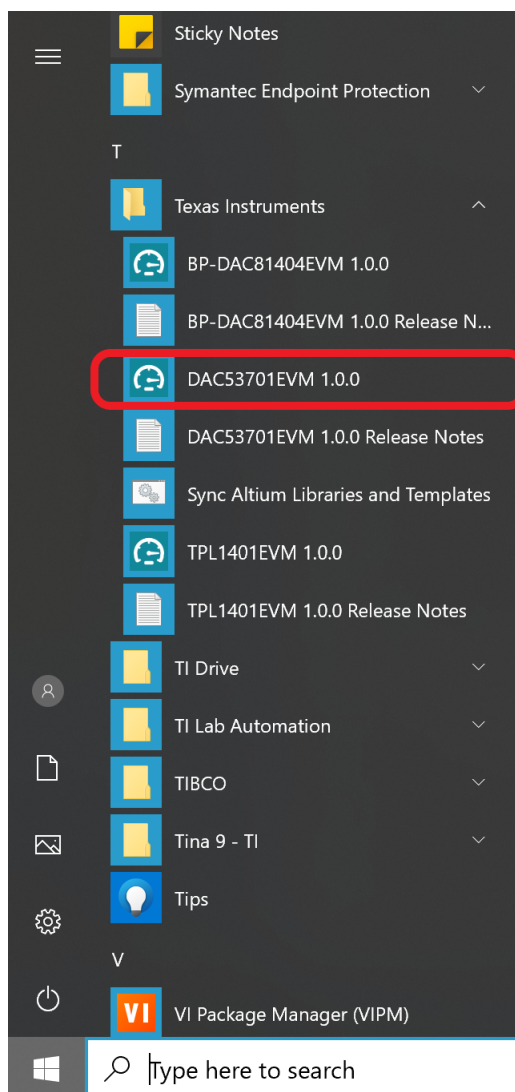 Sticky Notes
Symantec Endpoint Protection
T
Texas Instruments
BP-DAC81404EVM 1.0.0
BP-DAC81404EVM 1.0.0 Release N...
DAC53701EVM 1.0.0
DAC53701EVM 1.0.0 Release Notes
Sync Altium Libraries and Templates
TPL1401EVM 1.0.0
TPL1401EVM 1.0.0 Release Notes
TI Drive
TI Lab Automation
TIBCO
Tina 9 - TI
Tips
V
VI VI Package Manager (VIPM)
Type here to search